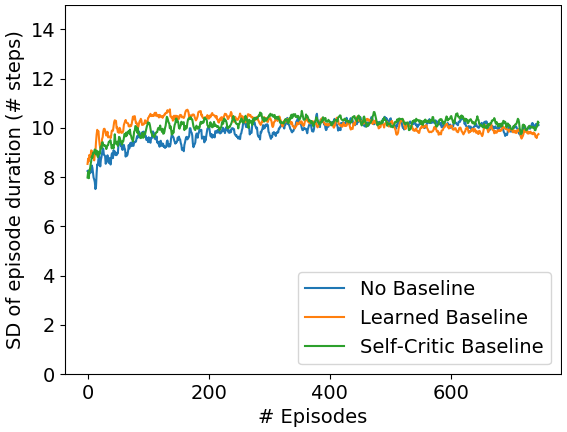 SD of episode duration (# steps)
14
12
10
8
6
4
2
0
No Baseline
Learned Baseline
Self-Critic Baseline
0 200 400 600
# Episodes